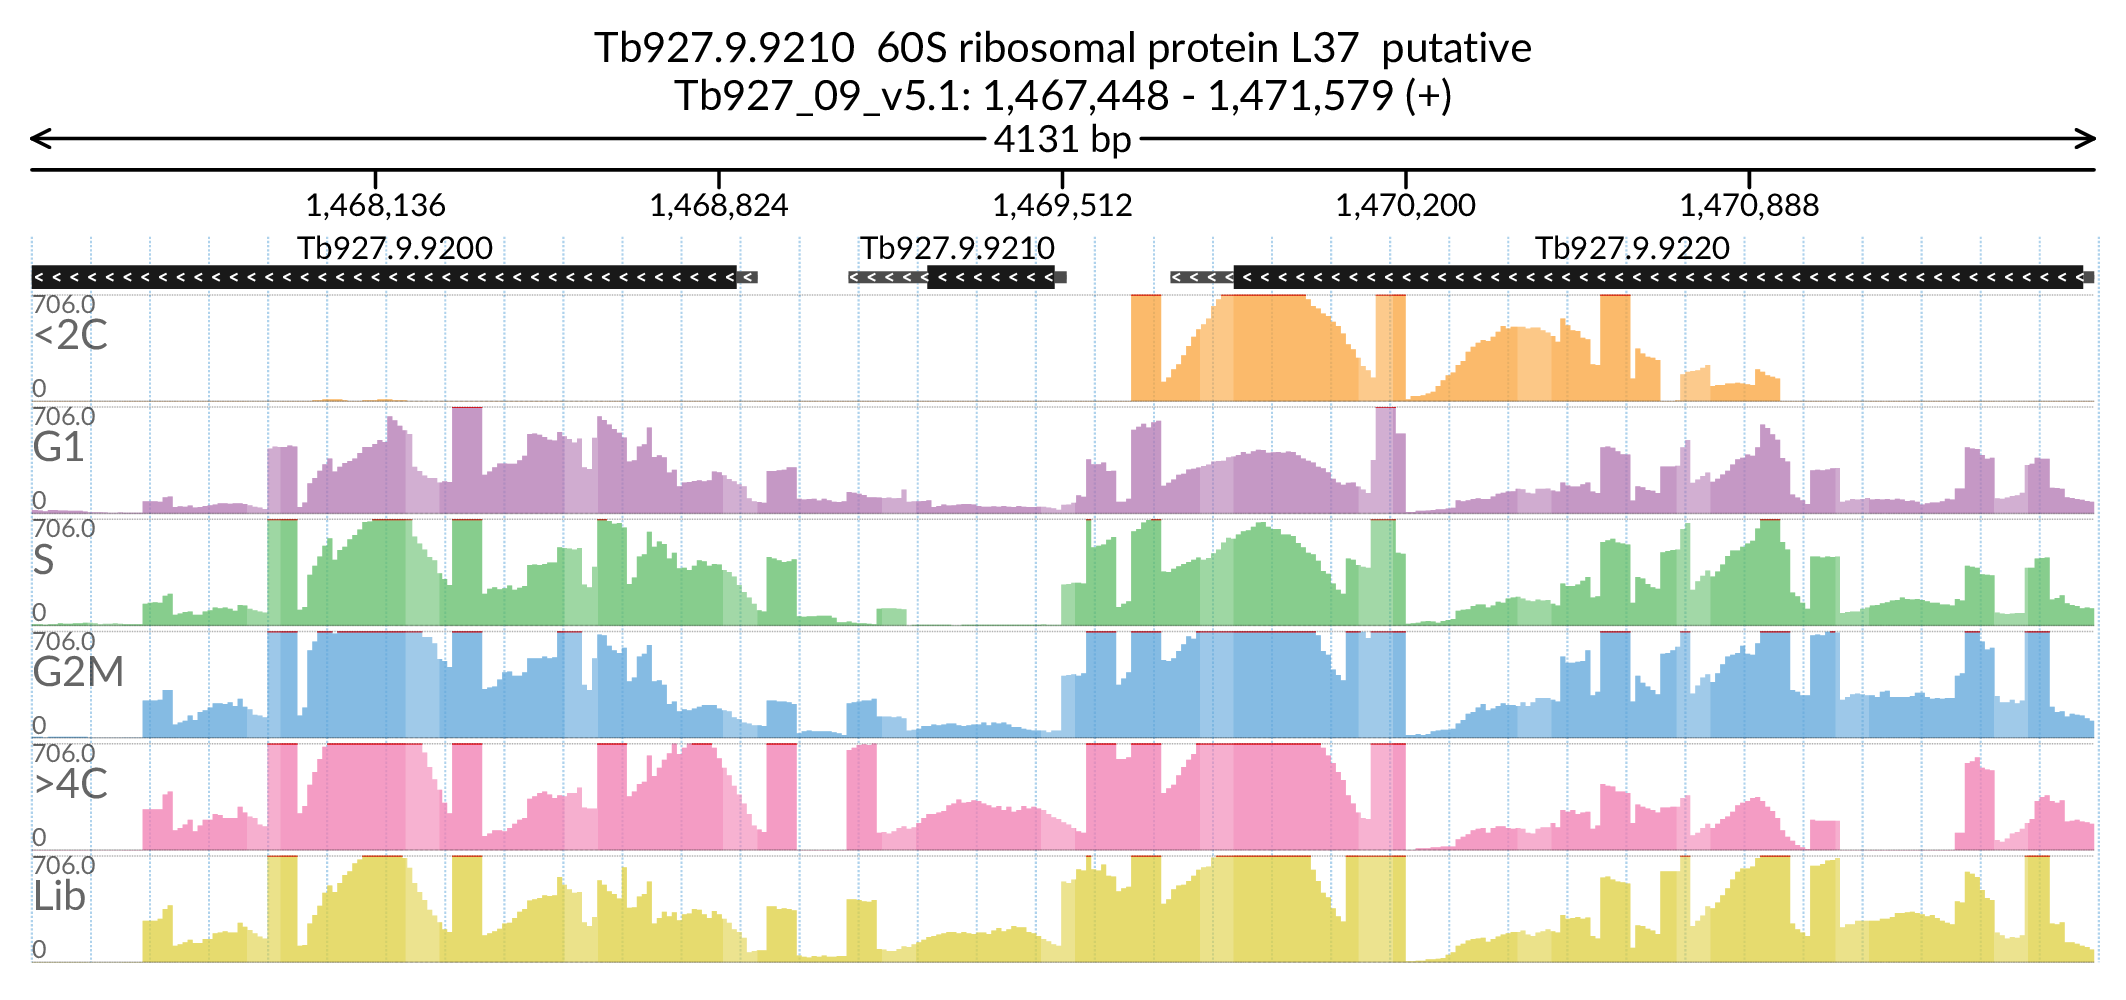 Tb927.9.9210 60S ribosomal protein L37 putative
Tb927_09_v5.1: 1,467,448 - 1,471,579 (+)
4131 bp
1,468,136 1,468,824 1,469,512 1,470,200 1,470,888
Tb927.9.9200 Tb927.9.9210 Tb927.9.9220
706.0
<2C
0
706.0
G1
0
706.0
S
0
706.0
G2M
0
706.0
>4C
0
706.0
Lib
0